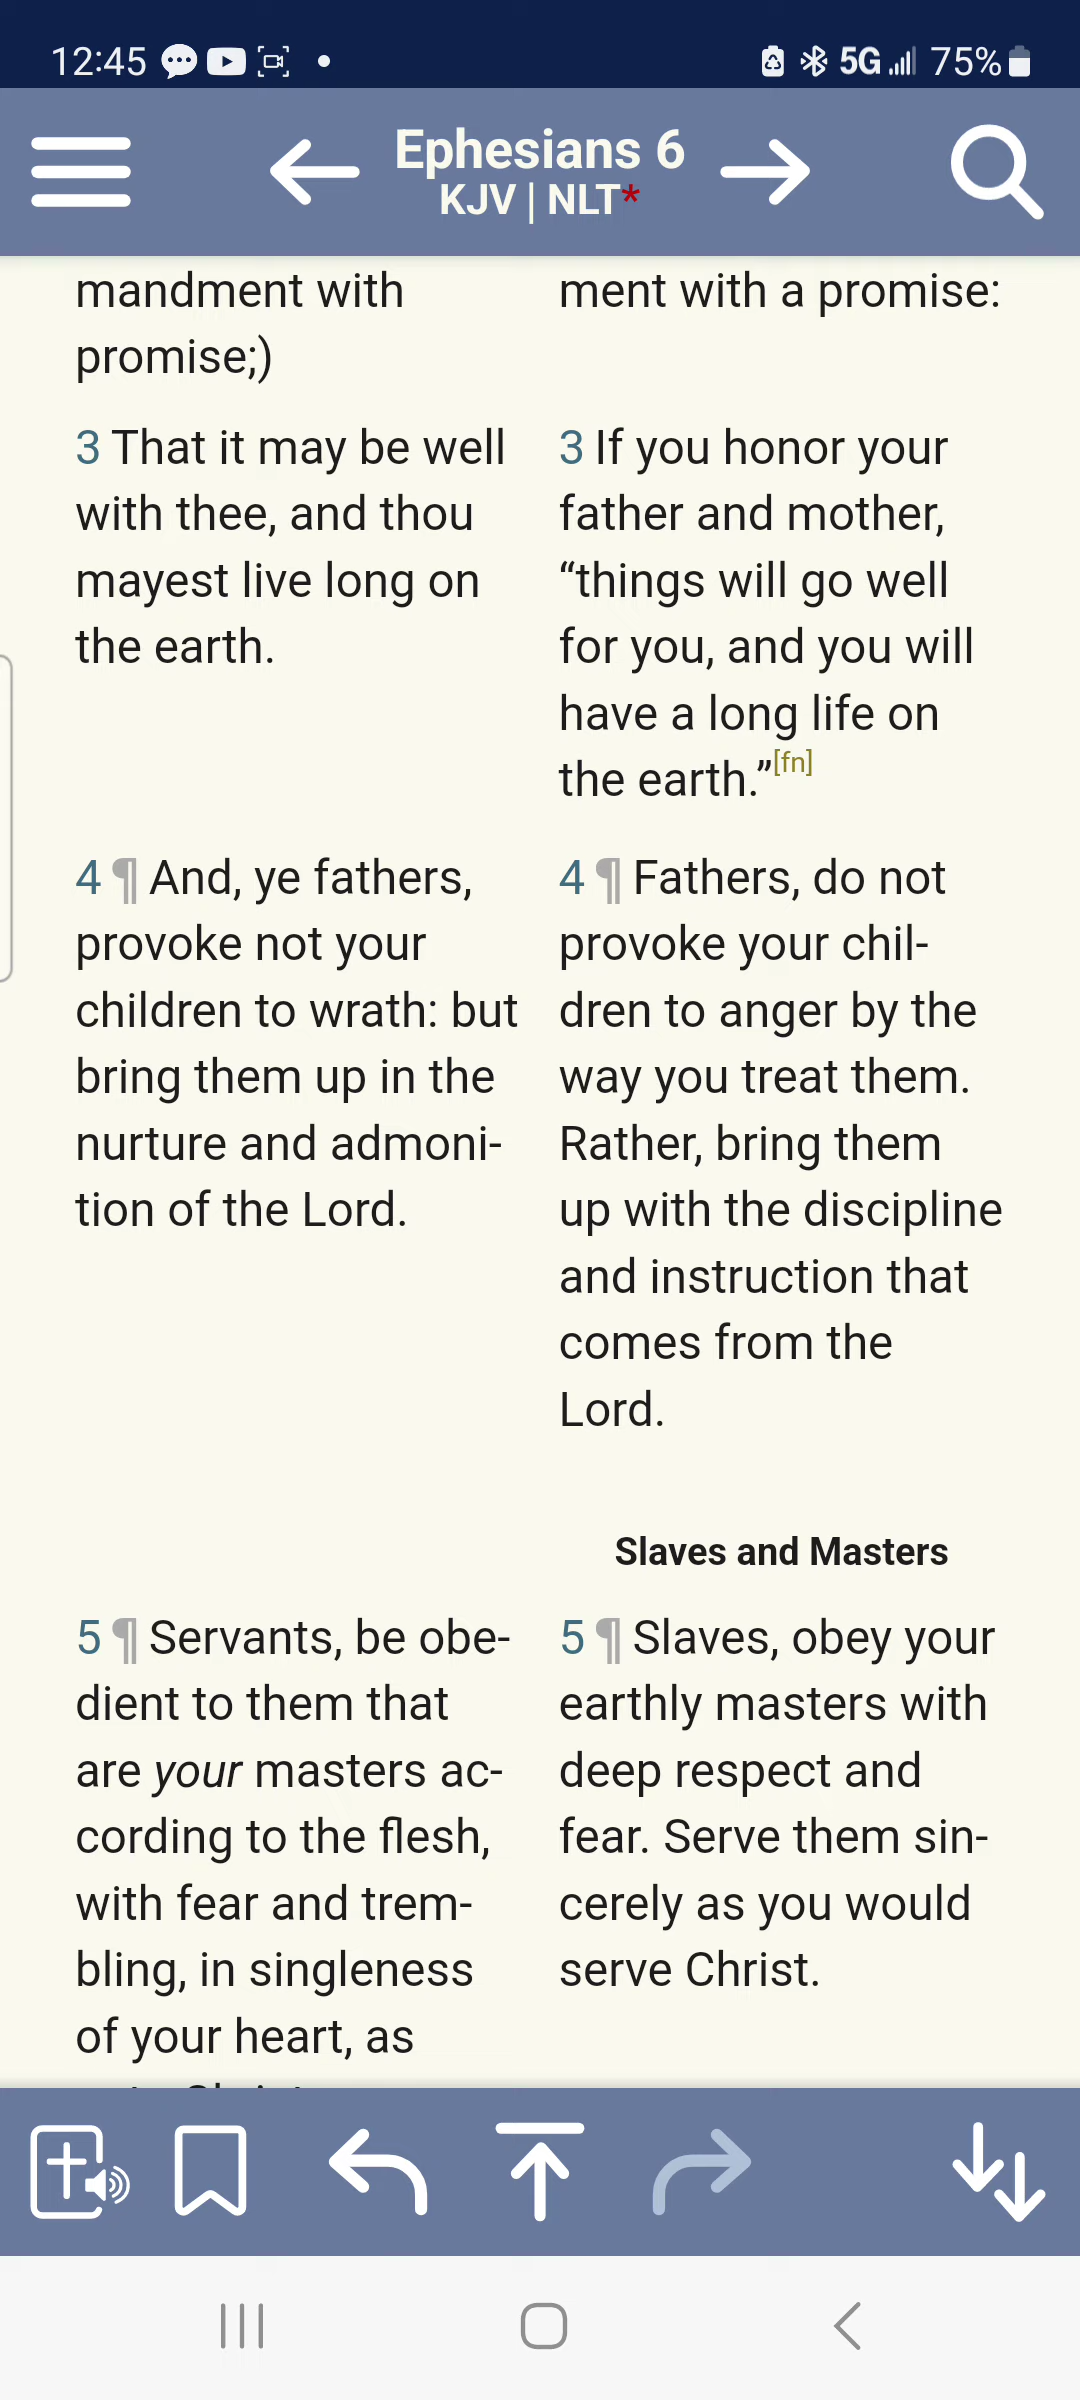 12:45
5G 75%
Ephesians 6
KJV | NLT*
mandment with
promise;)
3 That it may be well
with thee, and thou
mayest live long on
the earth.
4 ¶ And, ye fathers,
provoke not your
children to wrath: but
bring them up in the
nurture and admoni-
tion of the Lord.
5 ¶ Servants, be obe-
dient to them that
are your masters ac-
cording to the flesh,
with fear and trem-
bling, in singleness
of your heart, as
ment with a promise:
3 If you honor your
father and mother,
“things will go well
for you, and you will
have a long life on
the earth.”[fn]
4 ¶ Fathers, do not
provoke your chil-
dren to anger by the
way you treat them.
Rather, bring them
up with the discipline
and instruction that
comes from the
Lord.
Slaves and Masters
5 ¶ Slaves, obey your
earthly masters with
deep respect and
fear. Serve them sin-
cerely as you would
serve Christ.